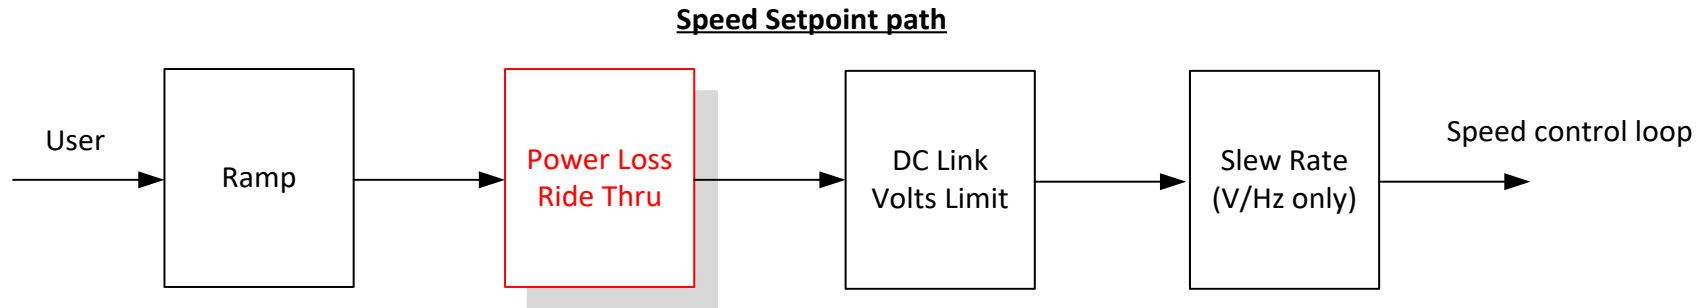 Speed Setpoint path
User
Ramp
Power Loss
Ride Thru
DC Link
Volts Limit
Slew Rate
(V/Hz only)
Speed control loop